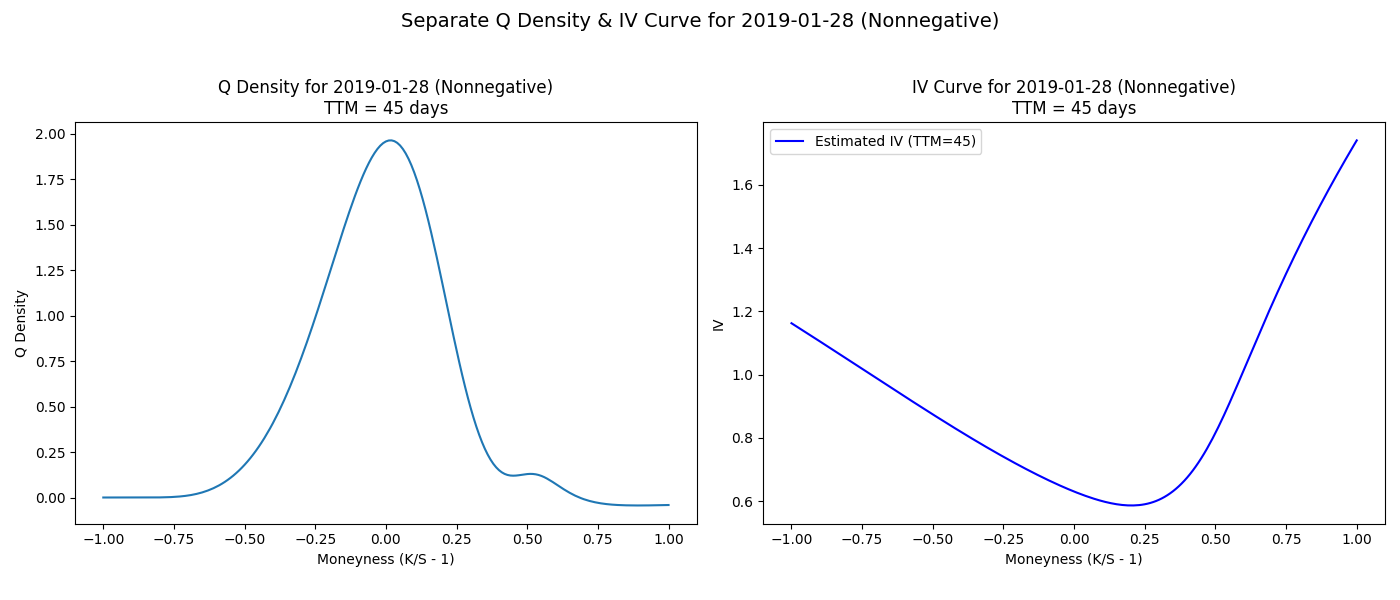 Separate Q Density & IV Curve for 2019-01-28 (Nonnegative)
Q Density for 2019-01-28 (Nonnegative)
TTM = 45 days
2.00
1.75
1.50
1.25
1.00
0.75
0.50
0.25
0.00
Q Density
−1.00 −0.75 −0.50 −0.25 0.00 0.25 0.50 0.75 1.00
Moneyness (K/S - 1)
IV Curve for 2019-01-28 (Nonnegative)
TTM = 45 days
Estimated IV (TTM=45)
1.6
1.4
1.2
1.0
0.8
0.6
IV
−1.00 −0.75 −0.50 −0.25 0.00 0.25 0.50 0.75 1.00
Moneyness (K/S - 1)